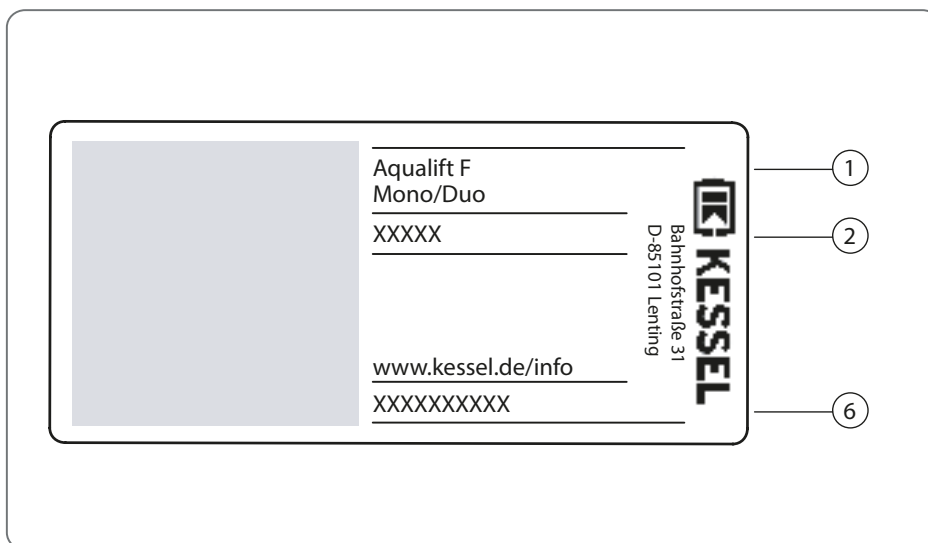 Aqualift F
Mono/Duo
XXXXX
www.kessel.de/info
XXXXXXXXXX
Bahnhofstraße 31
D-85101 Lenting
KESSEL
1
2
6